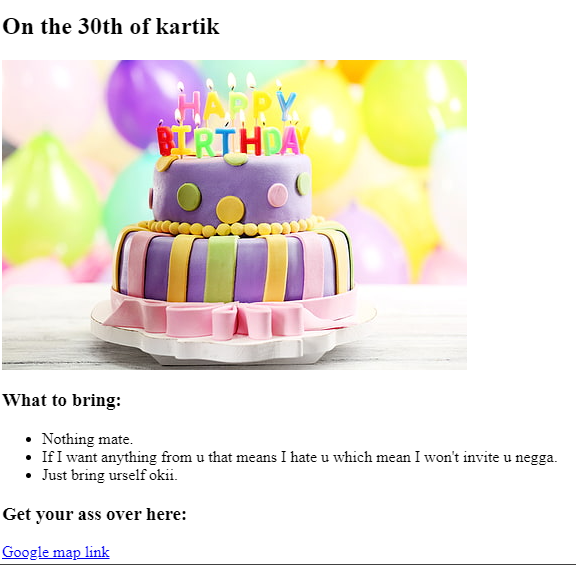 On the 30th of kartik
HAPPY
BIRTHDAY
What to bring:
Nothing mate.
If I want anything from u that means I hate u which mean I won't invite u negga.
Just bring urself okii.
Get your ass over here:
Google map link